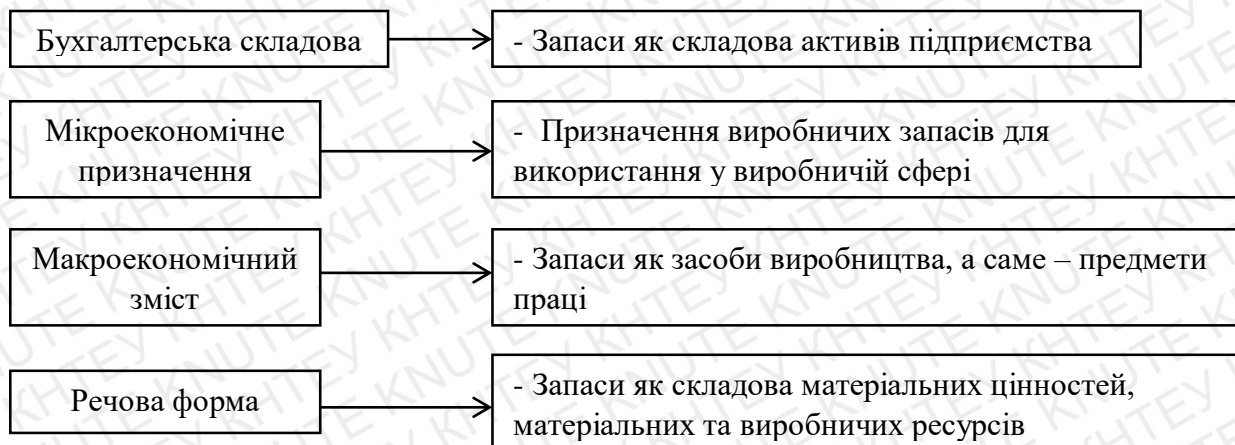 Бухгалтерська складова
- Запаси як складова активів підприємства
Мікроекономічне
призначення
- Призначення виробничих запасів для
використання у виробничій сфері
Макроекономічний
зміст
- Запаси як засоби виробництва, а саме – предмети
праці
Речова форма
- Запаси як складова матеріальних цінностей,
матеріальних та виробничих ресурсів